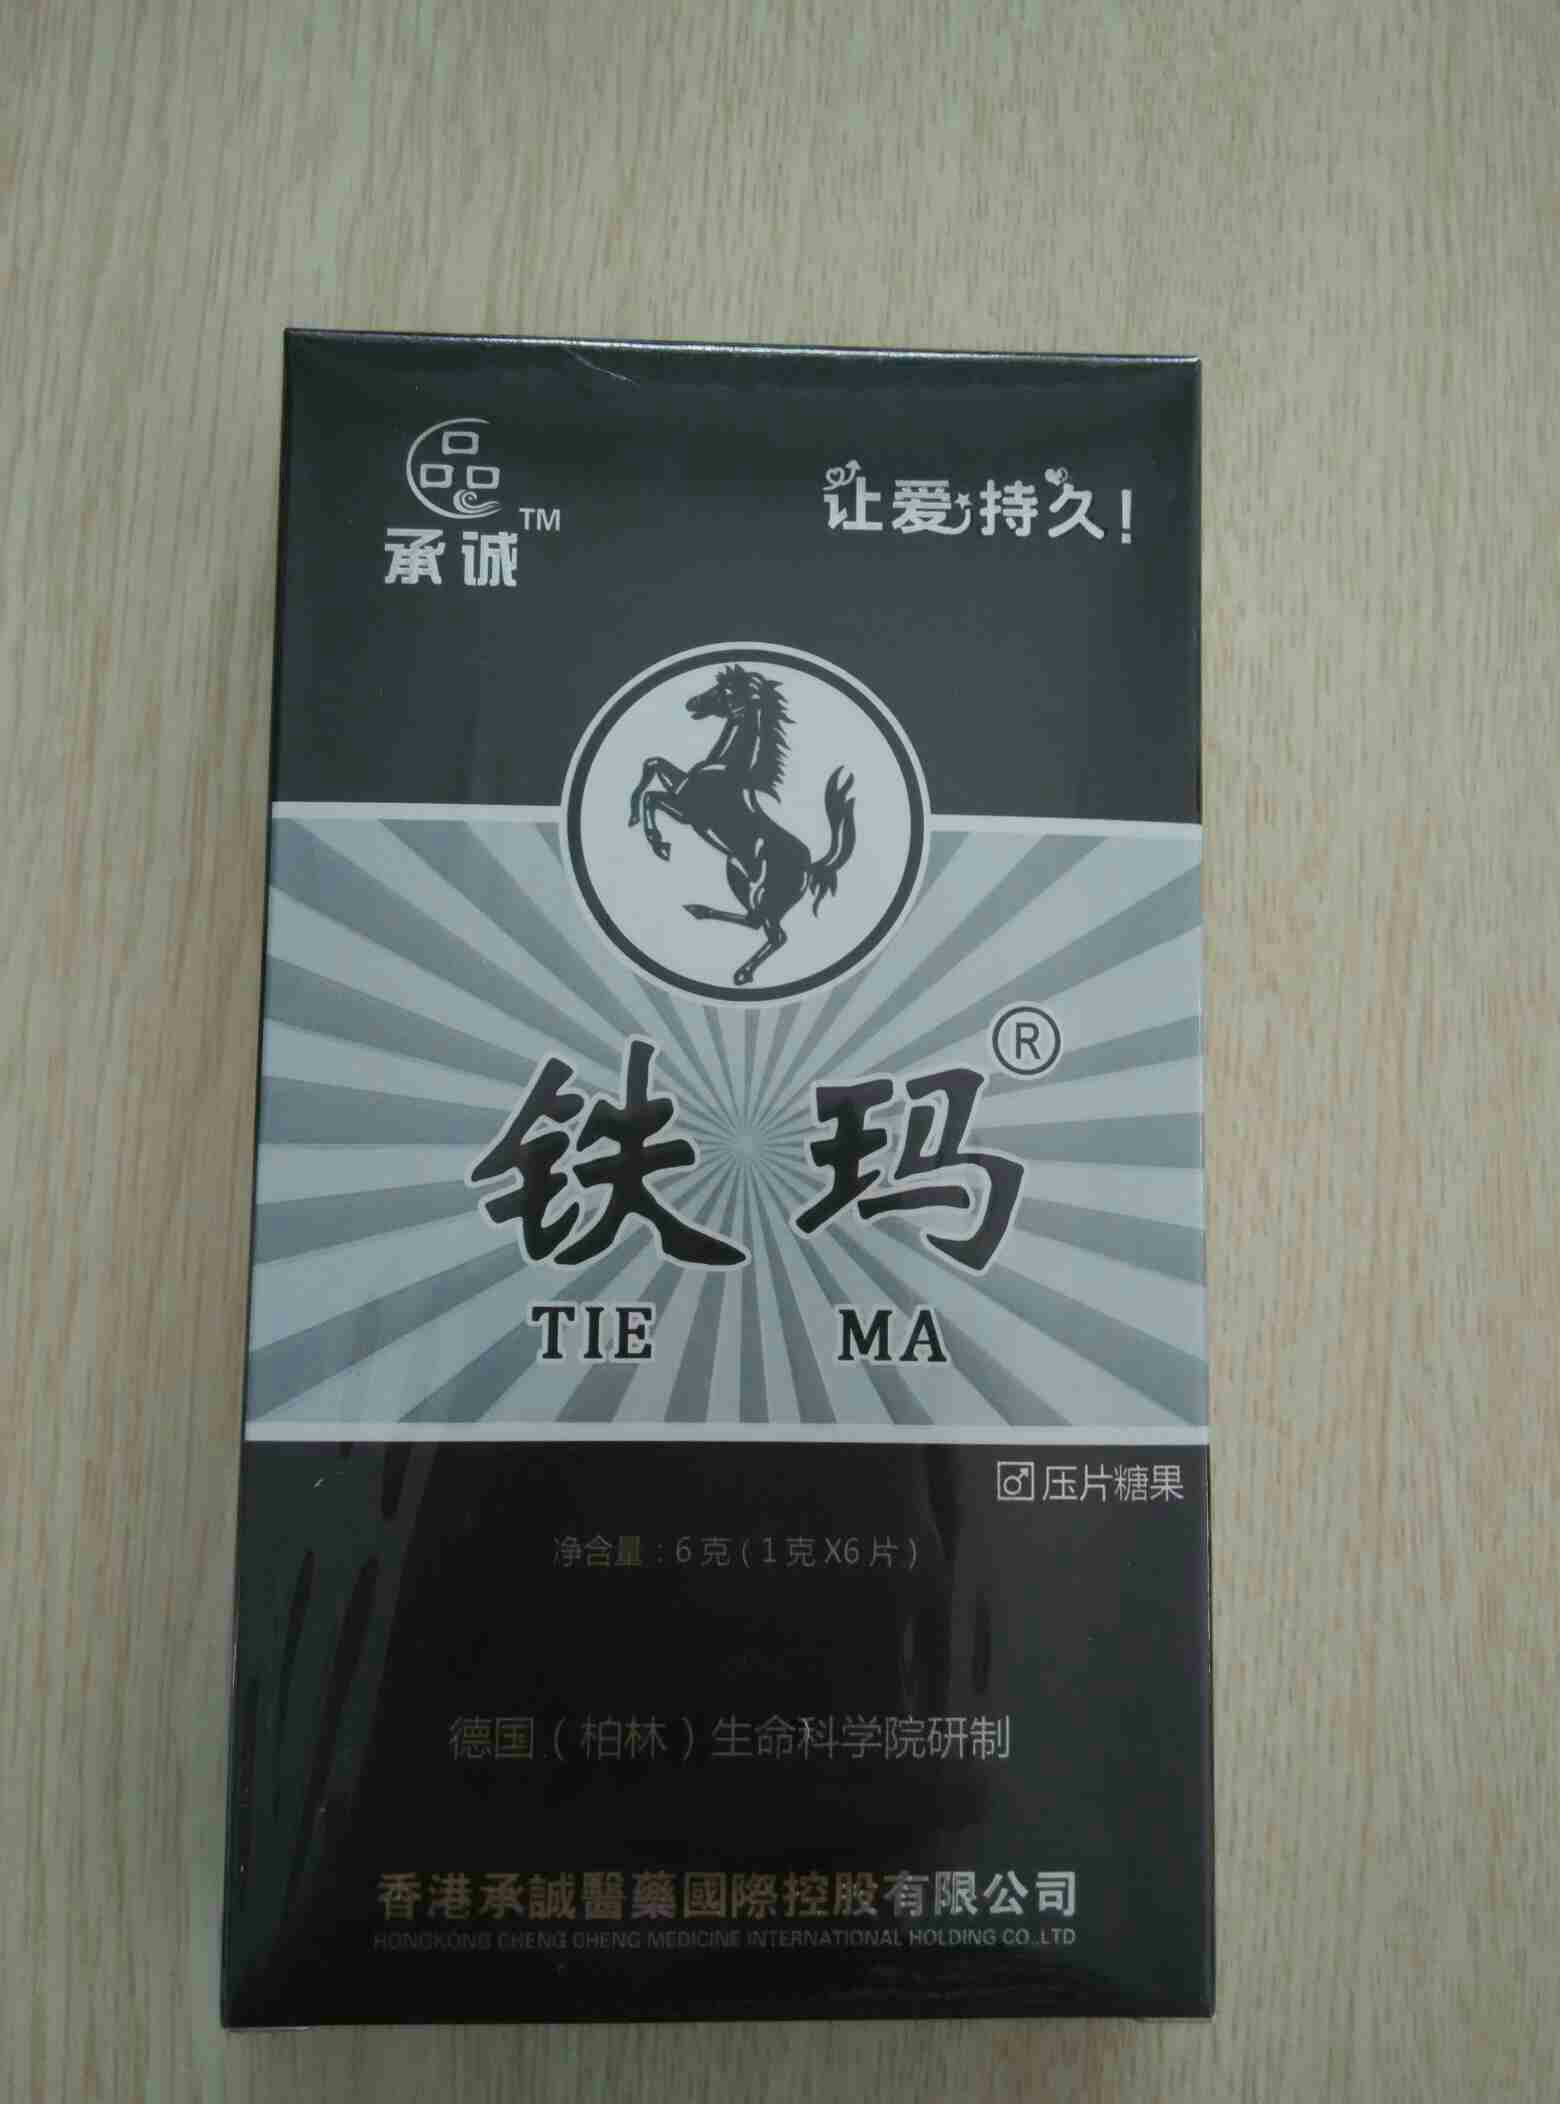 品
承诚™
让爱持久!
铁玛®
TIE MA
压片糖果
净含量：6克（1克X6片）
德国（柏林）生命科学院研制
香港承誠醫藥國際控股有限公司
HONGKONG CHENG CHENG MEDICINE INTERNATIONAL HOLDING CO.,LTD